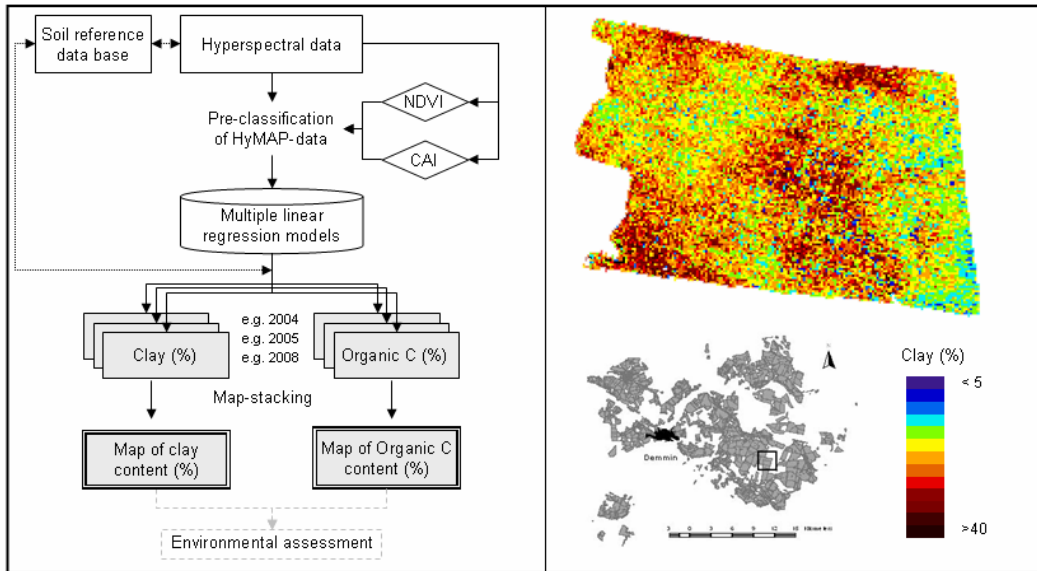 Soil reference
data base
Hyperspectral data
NDVI
Pre-classification
of HyMAP-data
CAI
Multiple linear
regression models
e.g. 2004
e.g. 2005
e.g. 2008
Clay (%)
Organic C (%)
Map-stacking
Map of clay
content (%)
Map of Organic C
content (%)
Environmental assessment
Demmin
Clay (%)
< 5
>40